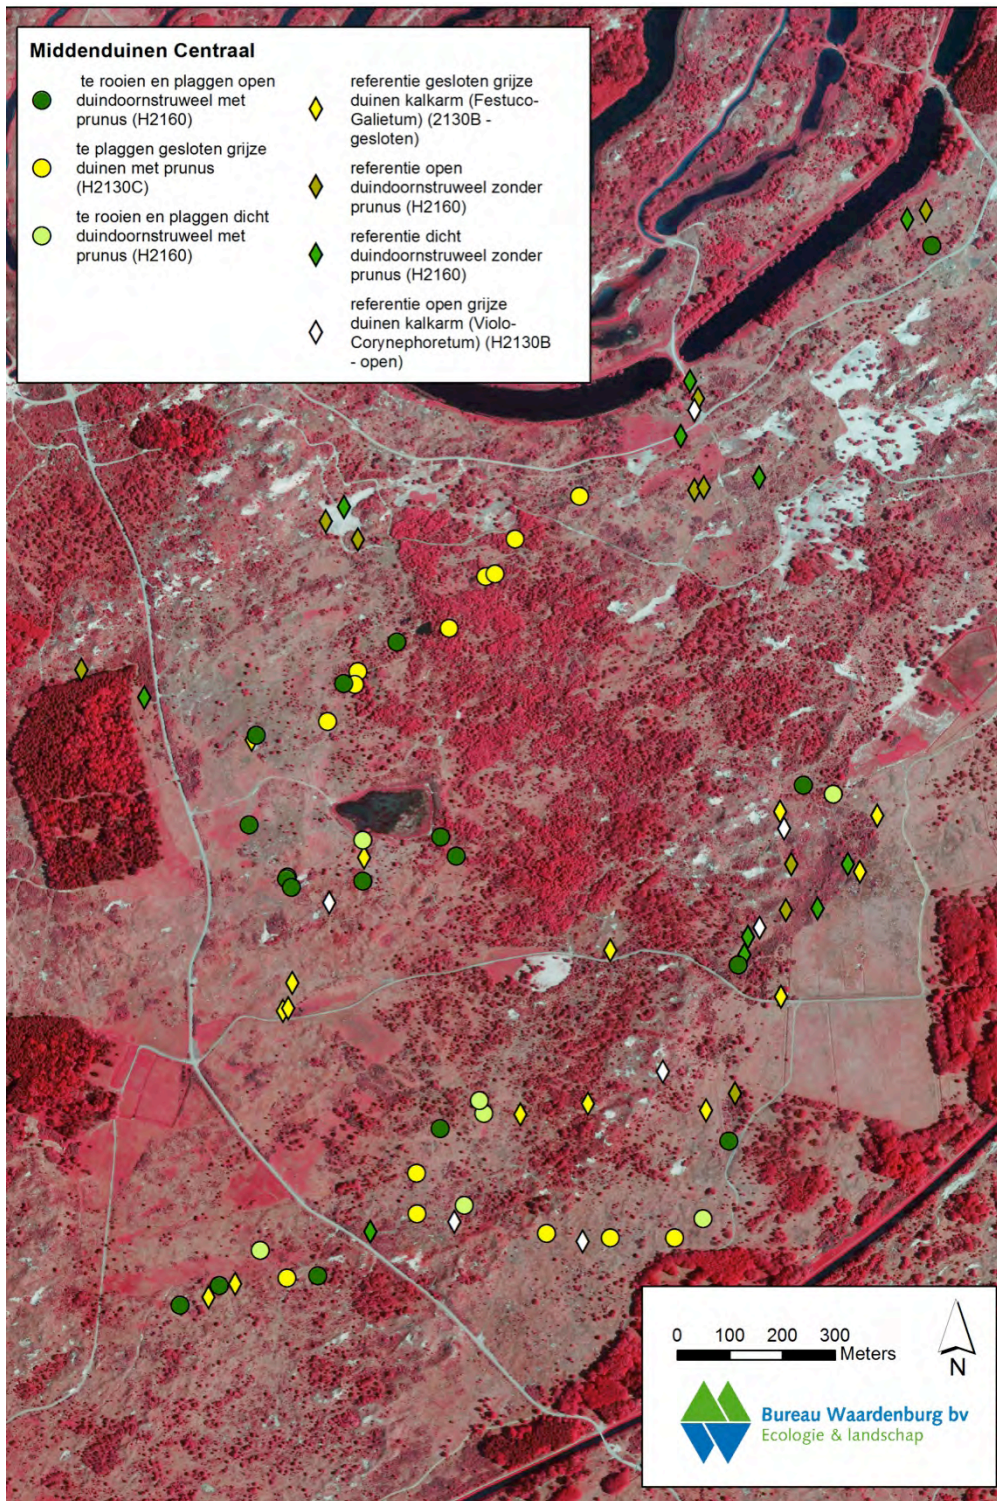 Middenduinen Centraal
te rooien en plaggen open
duindoornstruweel met
prunus (H2160)
te plaggen gesloten grijze
duinen met prunus
(H2130C)
te rooien en plaggen dicht
duindoornstruweel met
prunus (H2160)
referentie gesloten grijze
duinen kalkarm (Festuco-
Galietum) (2130B -
gesloten)
referentie open
duindoornstruweel zonder
prunus (H2160)
referentie dicht
duindoornstruweel zonder
prunus (H2160)
referentie open grijze
duinen kalkarm (Violo-
Corynephoretum) (H2130B
- open)
0 100 200 300
Meters
N
Bureau Waardenburg bv
Ecologie & landschap